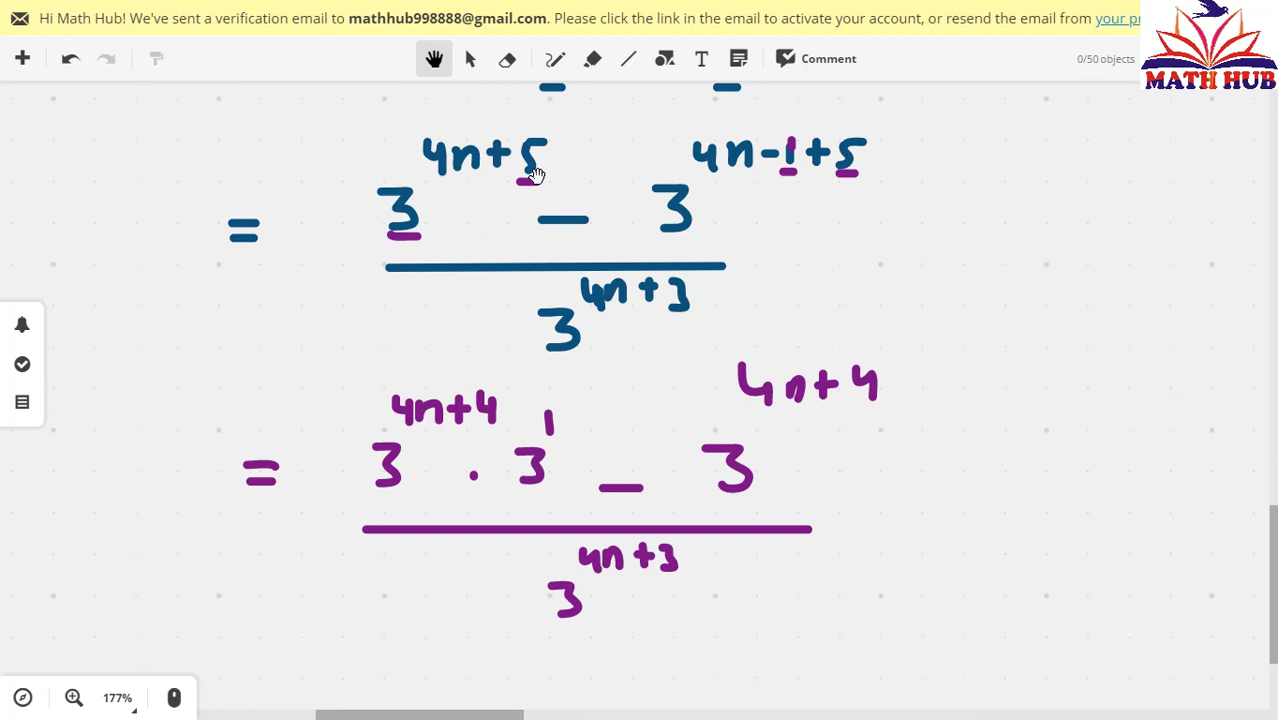 Hi Math Hub! We've sent a verification email to mathhub998888@gmail.com. Please click the link in the email to activate your account, or resend the email from your pr
MATH HUB
Comment
0/50 objects
4n+5 4n-1+5
= 3 — 3
4n+3
3
4n+4 1 4n+4
= 3 . 3 — 3
4n+3
3
177%